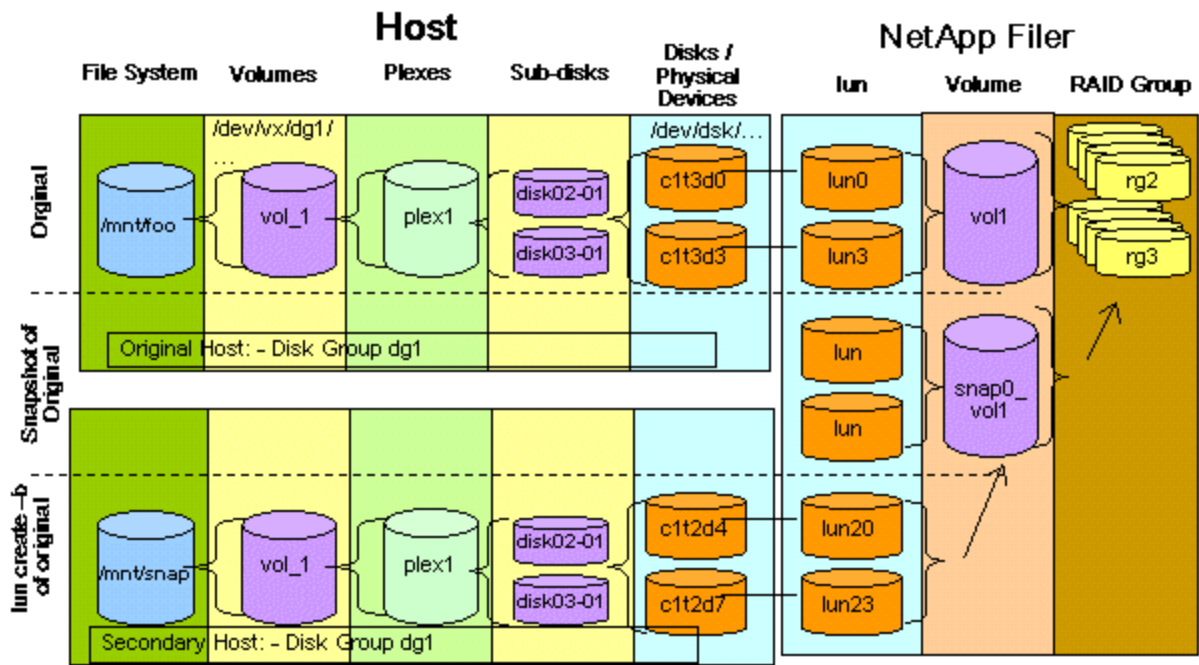 Host
NetApp Filer
File System
Volumes
Plexes
Sub-disks
Disks /
Physical
Devices
lun
Volume
RAID Group
Orginal
/dev/vx/dg1/
...
/dev/dsk/...
/mnt/foo
vol_1
plex1
disk02-01
disk03-01
c1t3d0
c1t3d3
lun0
lun3
vol1
rg2
rg3
Snapshot of
Original
Original Host: - Disk Group dg1
lun
lun
snap0_
vol1
lun create -b
of original
/mnt/snap
vol_1
plex1
disk02-01
disk03-01
c1t2d4
c1t2d7
lun20
lun23
Secondary Host: - Disk Group dg1